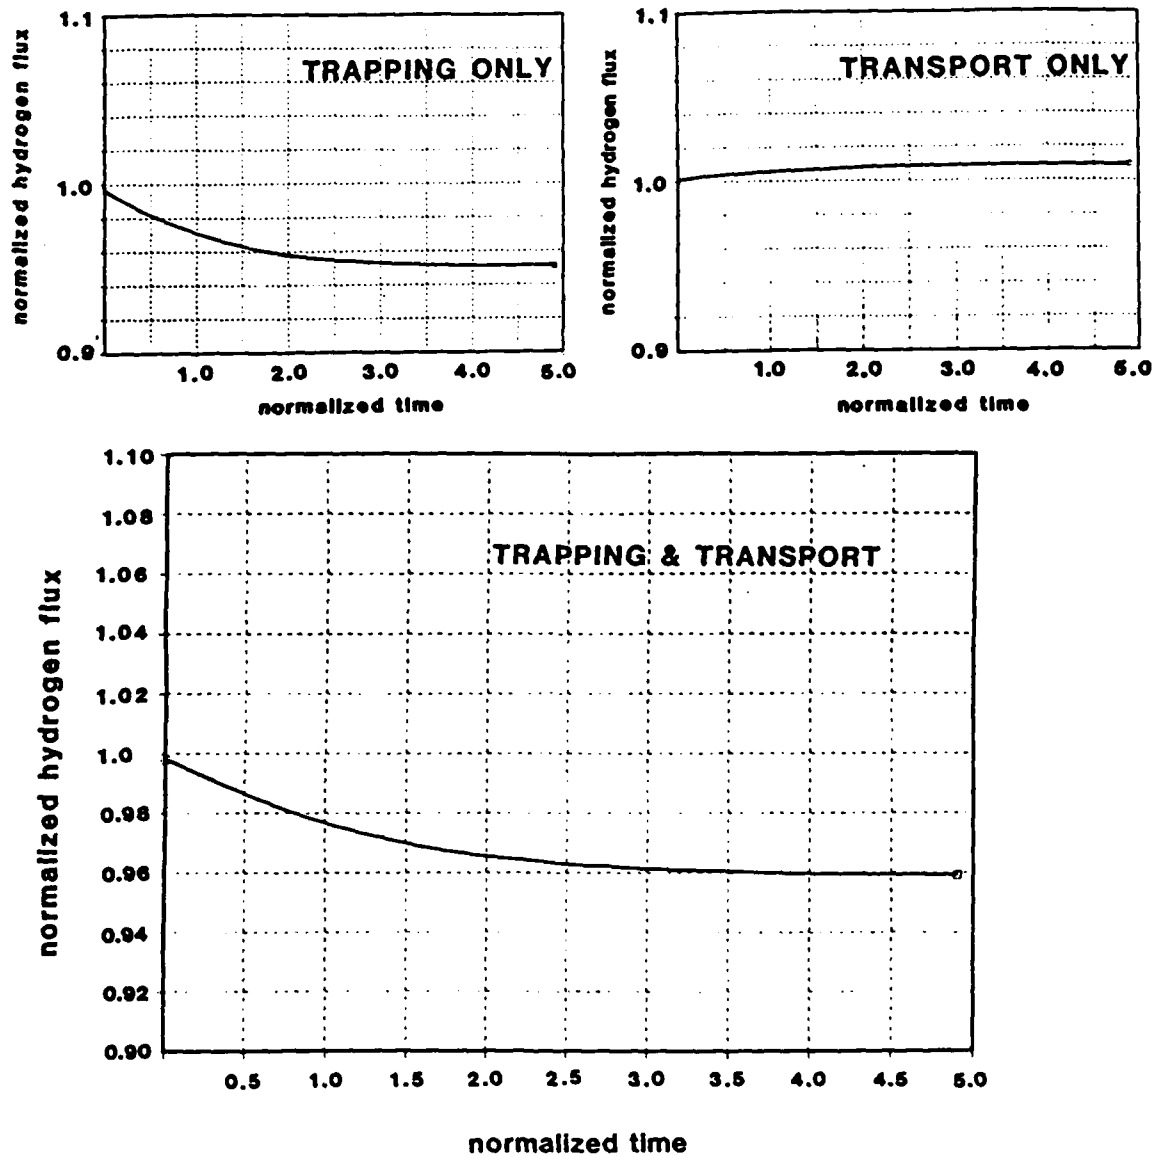 1.1
TRAPPING ONLY
normalized hydrogen flux
1.0
0.9
1.0 2.0 3.0 4.0 5.0
normalized time
1.1
TRANSPORT ONLY
normalized hydrogen flux
1.0
0.9
1.0 2.0 3.0 4.0 5.0
normalized time
1.10
1.08
TRAPPING & TRANSPORT
1.06
1.04
1.02
1.0
0.98
0.96
0.94
0.92
0.90
normalized hydrogen flux
0.5 1.0 1.5 2.0 2.5 3.0 3.5 4.0 4.5 5.0
normalized time